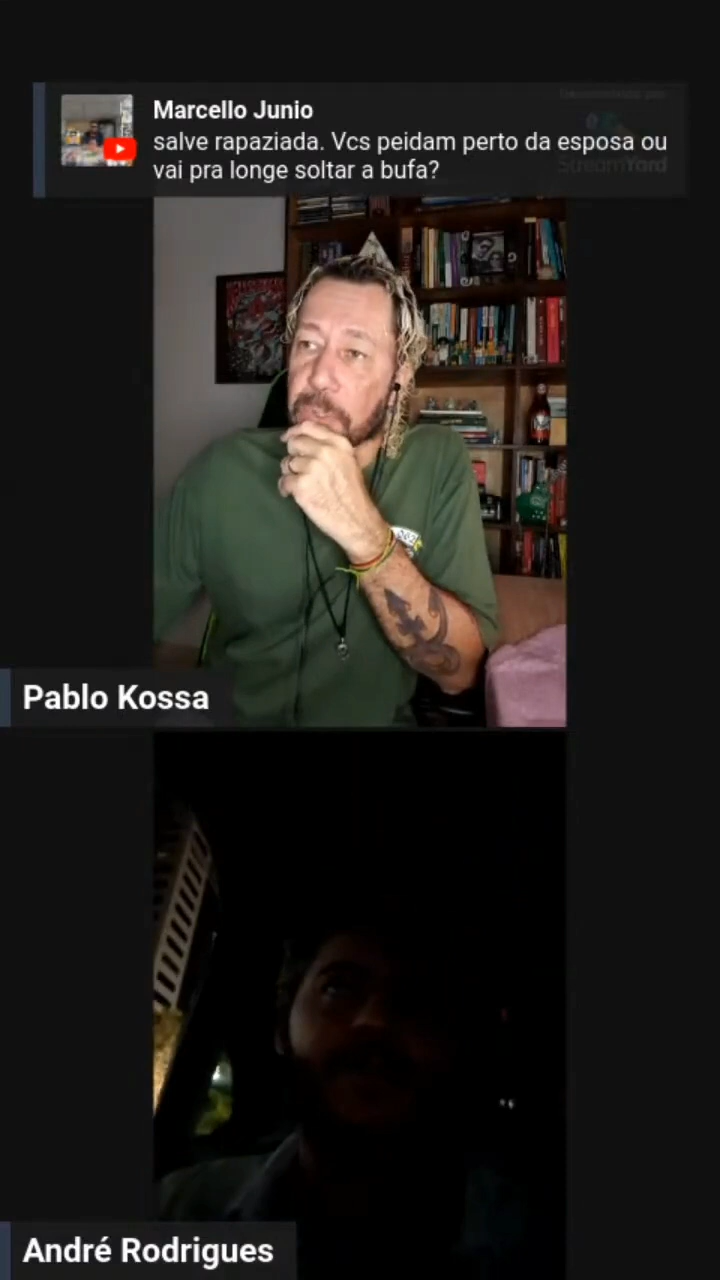 Marcello Junio
salve rapaziada. Vcs peidam perto da esposa ou
vai pra longe soltar a bufa?
StreamYard
Pablo Kossa
André Rodrigues